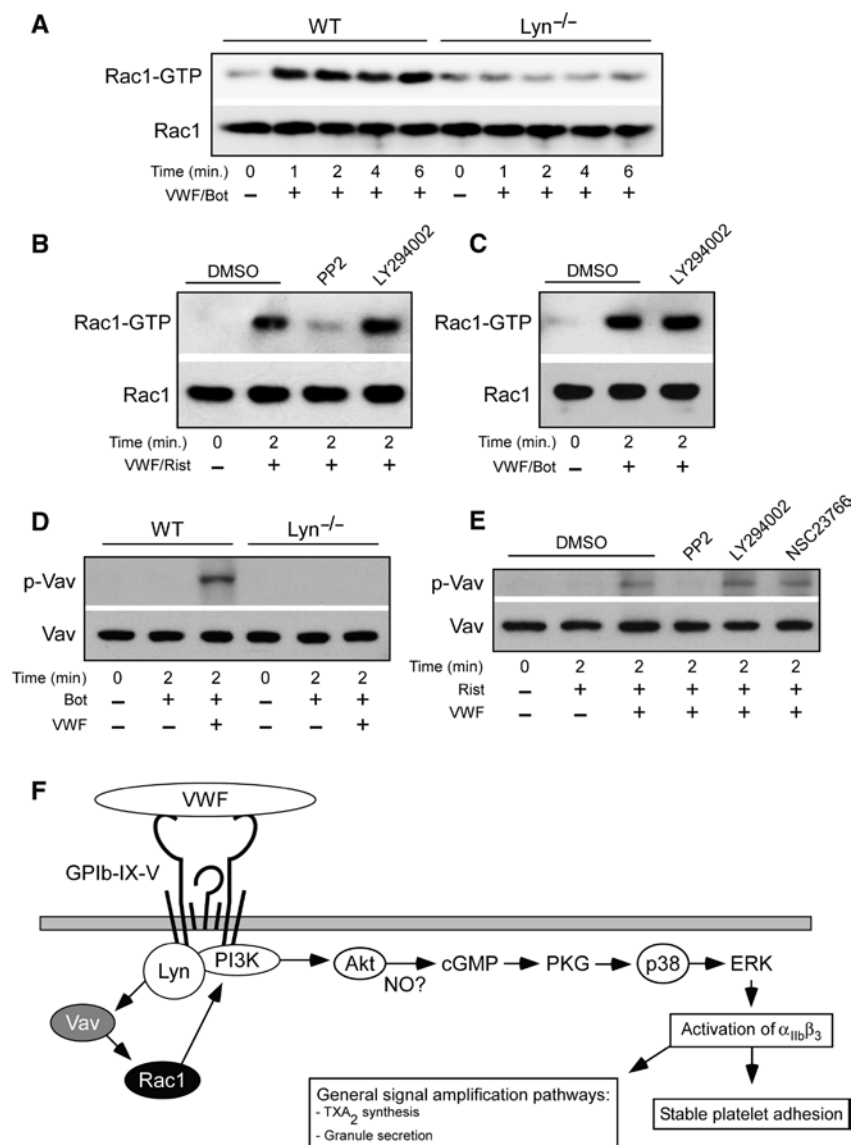 A
WT Lyn–/–
Rac1-GTP
Rac1
Time (min.) 0 1 2 4 6 0 1 2 4 6
VWF/Bot – + + + + – + + + +
B
DMSO PP2 LY294002
Rac1-GTP
Rac1
Time (min.) 0 2 2 2
VWF/Rist – + + +
C
DMSO LY294002
Rac1-GTP
Rac1
Time (min.) 0 2 2
VWF/Bot – + +
D
WT Lyn–/–
p-Vav
Vav
Time (min) 0 2 2 0 2 2
Bot – + + – + +
VWF – – + – – +
E
DMSO PP2 LY294002 NSC23766
p-Vav
Vav
Time (min) 0 2 2 2 2 2
Rist – + + + + +
VWF – – + + + +
F
VWF
GPIb-IX-V
Lyn PI3K Akt NO? cGMP PKG p38 ERK
Vav
Rac1
Activation of αIIbβ3
General signal amplification pathways:
- TXA2 synthesis
- Granule secretion
Stable platelet adhesion